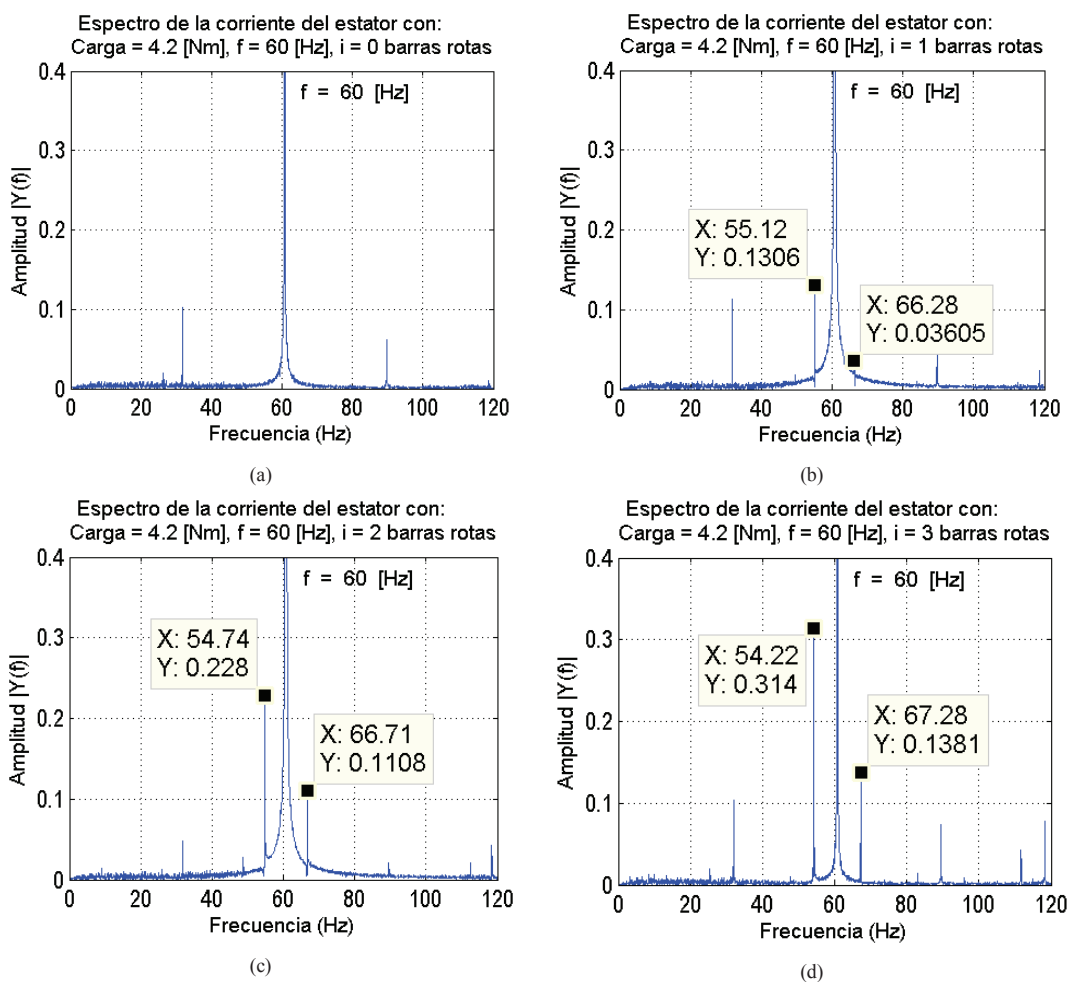 Espectro de la corriente del estator con:
Carga = 4.2 [Nm], f = 60 [Hz], i = 0 barras rotas
0.4
0.3
0.2
0.1
0
Amplitud |Y(f)|
f = 60 [Hz]
0 20 40 60 80 100 120
Frecuencia (Hz)
(a)
Espectro de la corriente del estator con:
Carga = 4.2 [Nm], f = 60 [Hz], i = 1 barras rotas
0.4
0.3
0.2
0.1
0
Amplitud |Y(f)|
f = 60 [Hz]
X: 55.12
Y: 0.1306
X: 66.28
Y: 0.03605
0 20 40 60 80 100 120
Frecuencia (Hz)
(b)
Espectro de la corriente del estator con:
Carga = 4.2 [Nm], f = 60 [Hz], i = 2 barras rotas
0.4
0.3
0.2
0.1
0
Amplitud |Y(f)|
f = 60 [Hz]
X: 54.74
Y: 0.228
X: 66.71
Y: 0.1108
0 20 40 60 80 100 120
Frecuencia (Hz)
(c)
Espectro de la corriente del estator con:
Carga = 4.2 [Nm], f = 60 [Hz], i = 3 barras rotas
0.4
0.3
0.2
0.1
0
Amplitud |Y(f)|
f = 60 [Hz]
X: 54.22
Y: 0.314
X: 67.28
Y: 0.1381
0 20 40 60 80 100 120
Frecuencia (Hz)
(d)